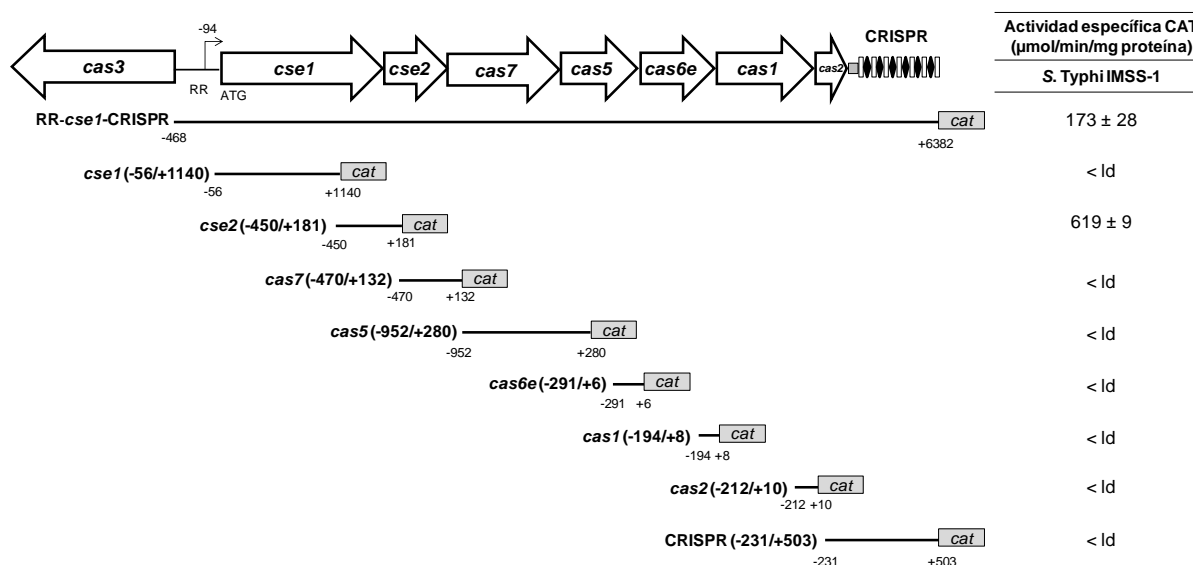 Actividad específica CAT
(µmol/min/mg proteína)
S. Typhi IMSS-1
-94
CRISPR
cas3 cse1 cse2 cas7 cas5 cas6e cas1 cas2
RR ATG
RR-cse1-CRISPR cat 173 ± 28
-468 +6382
cse1 (-56/+1140) cat < ld
-56 +1140
cse2 (-450/+181) cat 619 ± 9
-450 +181
cas7 (-470/+132) cat < ld
-470 +132
cas5 (-952/+280) cat < ld
-952 +280
cas6e (-291/+6) cat < ld
-291 +6
cas1 (-194/+8) cat < ld
-194 +8
cas2 (-212/+10) cat < ld
-212 +10
CRISPR (-231/+503) cat < ld
-231 +503